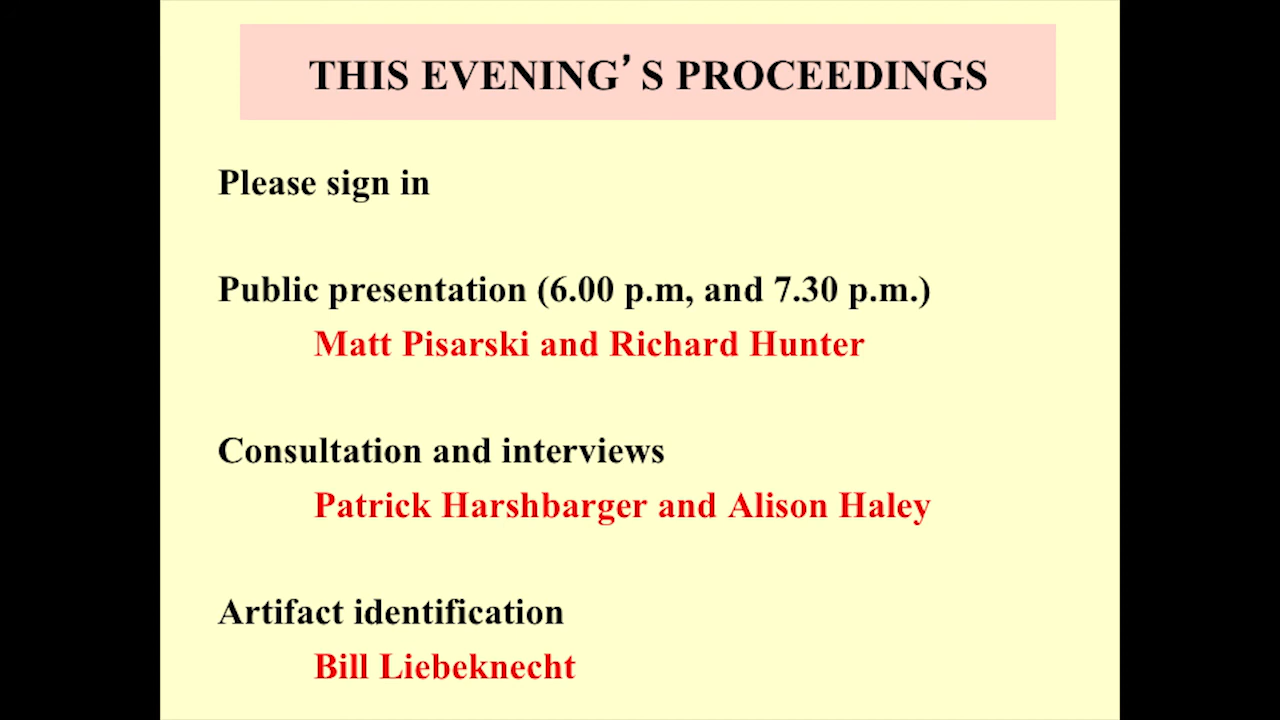 THIS EVENING’S PROCEEDINGS
Please sign in
Public presentation (6.00 p.m, and 7.30 p.m.)
Matt Pisarski and Richard Hunter
Consultation and interviews
Patrick Harshbarger and Alison Haley
Artifact identification
Bill Liebeknecht